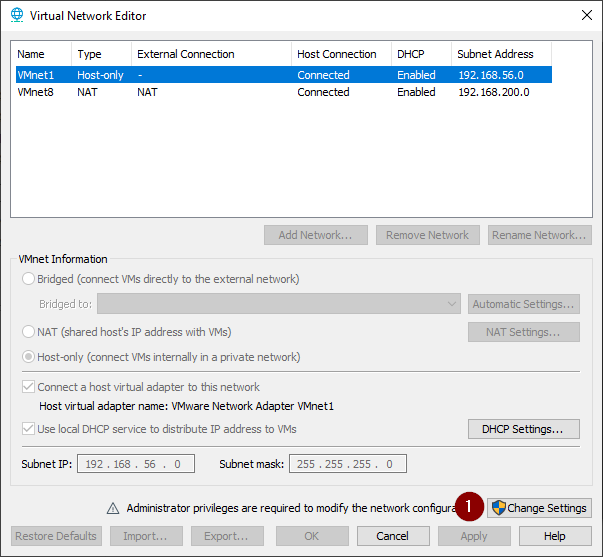 Virtual Network Editor
Name Type External Connection Host Connection DHCP Subnet Address
VMnet1 Host-only - Connected Enabled 192.168.56.0
VMnet8 NAT NAT Connected Enabled 192.168.200.0
Add Network... Remove Network Rename Network...
VMnet Information
Bridged (connect VMs directly to the external network)
Bridged to: Automatic Settings...
NAT (shared host's IP address with VMs) NAT Settings...
Host-only (connect VMs internally in a private network)
Connect a host virtual adapter to this network
Host virtual adapter name: VMware Network Adapter VMnet1
Use local DHCP service to distribute IP address to VMs DHCP Settings...
Subnet IP: 192 . 168 . 56 . 0 Subnet mask: 255 . 255 . 255 . 0
Administrator privileges are required to modify the network configura 1 Change Settings
Restore Defaults Import... Export... OK Cancel Apply Help